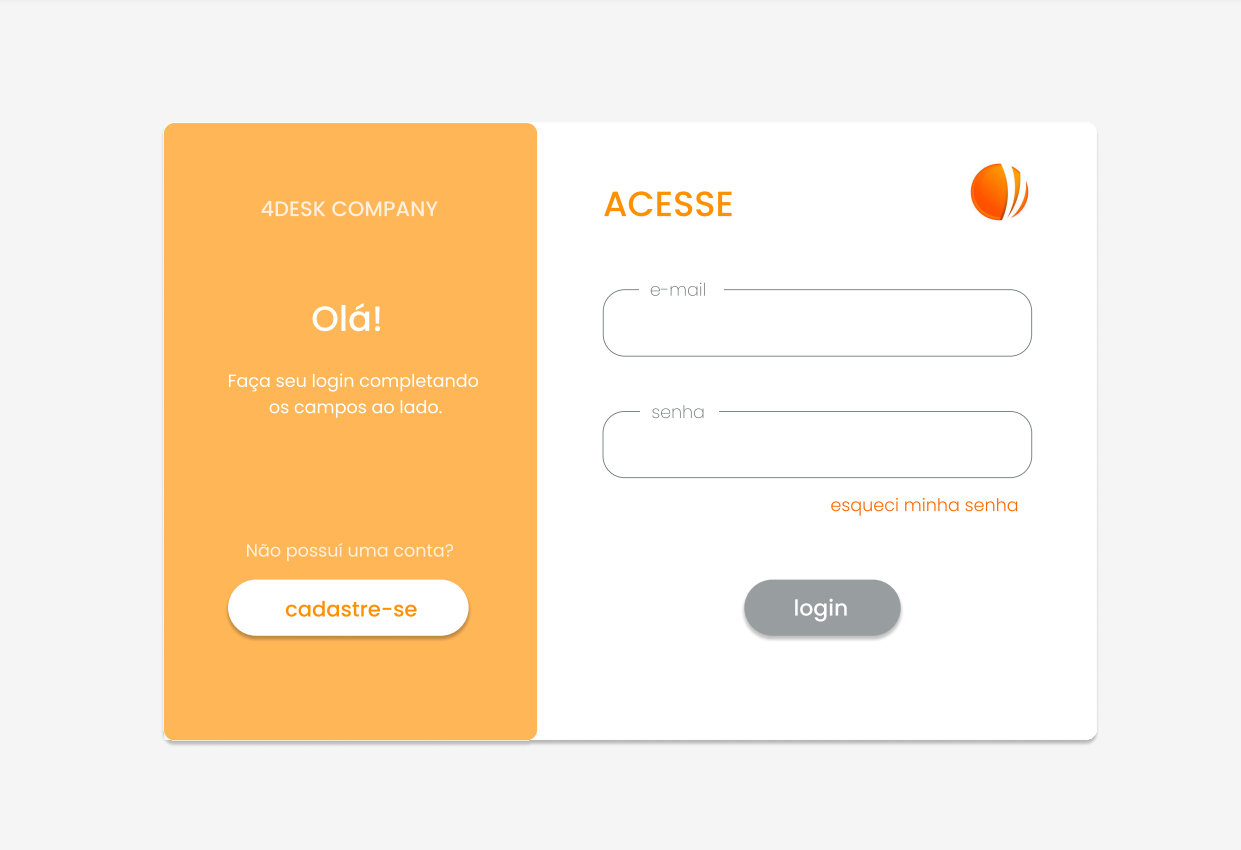 4DESK COMPANY
Olá!
Faça seu login completando
os campos ao lado.
Não possuí uma conta?
cadastre-se
ACESSE
e-mail
senha
esqueci minha senha
login